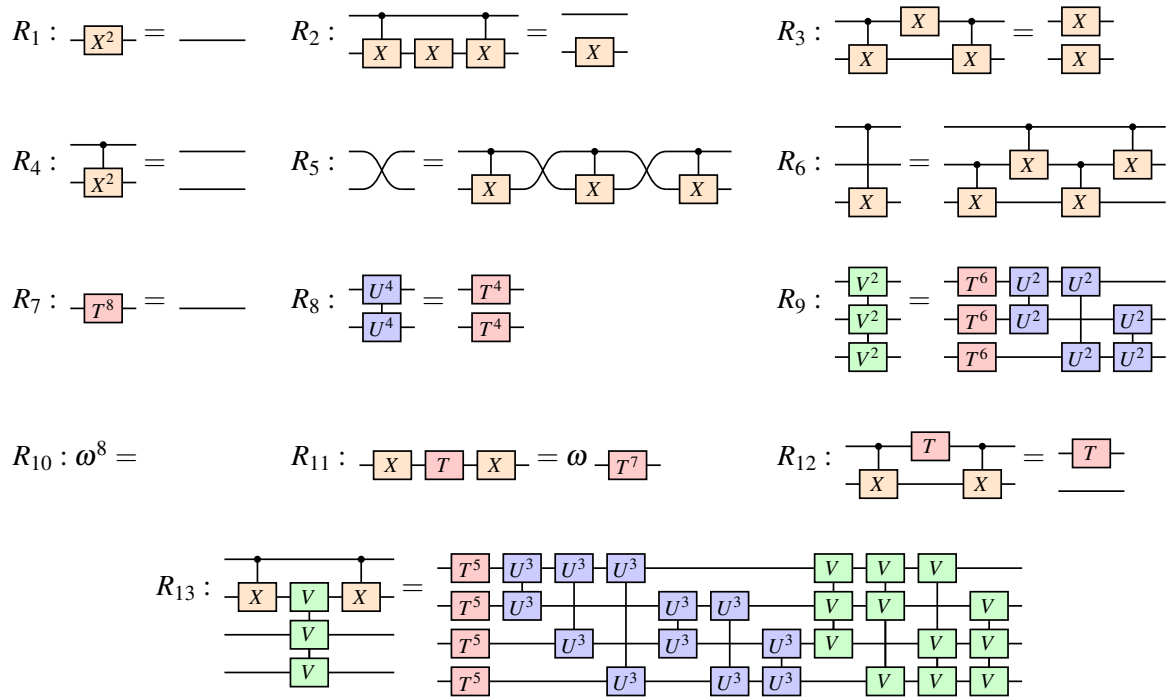 R₁ : X² =
R₂ : X X X = X
R₃ : X X X = X X
R₄ : X² =
R₅ : = X X X
R₆ : X = X X X X
R₇ : T⁸ =
R₈ : U⁴ U⁴ = T⁴ T⁴
R₉ : V² V² V² = T⁶ U² U² T⁶ U² U² T⁶ U² U²
R₁₀ : ω⁸ =
R₁₁ : X T X = ω T⁷
R₁₂ : X T X = T
R₁₃ : X V X V V = T⁵ U³ U³ U³ V V V
T⁵ U³ U³ U³ V V V
T⁵ U³ U³ U³ V V V
T⁵ U³ U³ U³ V V V